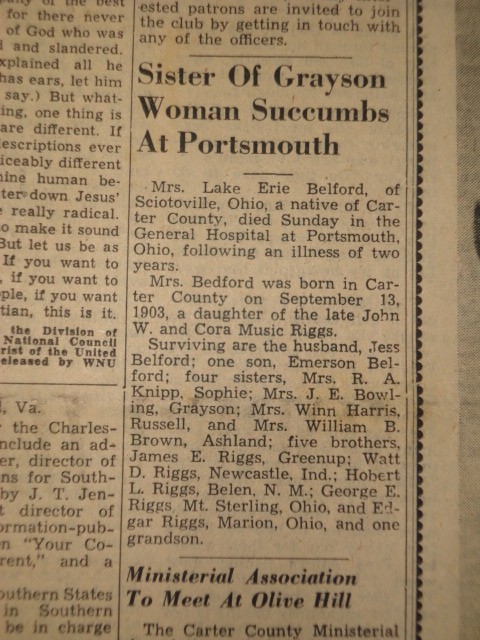 ny of the best
for there never
of God who was
and slandered.
explained all he
has ears, let him
say.) But what-
ing, one thing is
are different. If
descriptions ever
iceably different
nine human be-
ter down Jesus'
really radical.
o make it sound
But let us be as
If you want to
, if you want to
ple, if you want
tian, this is it.
the Division of
National Council
rist of the United
eleased by WNU
, Va.
the Charles-
nclude an ad-
er, director of
ns for South-
by J. T. Jen-
t director of
ormation-pub-
n "Your Co-
rent," and a
outhern States
in Southern
be in charge
ested patrons are invited to join
the club by getting in touch with
any of the officers.
Sister Of Grayson
Woman Succumbs
At Portsmouth
Mrs. Lake Erie Belford, of
Sciotoville, Ohio, a native of Car-
ter County, died Sunday in the
General Hospital at Portsmouth,
Ohio, following an illness of two
years.
Mrs. Bedford was born in Car-
ter County on September 13,
1903, a daughter of the late John
W. and Cora Music Riggs.
Surviving are the husband, Jess
Belford; one son, Emerson Bel-
ford; four sisters, Mrs. R. A.
Knipp, Sophie; Mrs. J. E. Bowl-
ing, Grayson; Mrs. Winn Harris,
Russell, and Mrs. William B.
Brown, Ashland; five brothers,
James E. Riggs, Greenup; Watt
D. Riggs, Newcastle, Ind.; Hobert
L. Riggs, Belen, N. M.; George E.
Riggs, Mt. Sterling, Ohio, and Ed-
gar Riggs, Marion, Ohio, and one
grandson.
Ministerial Association
To Meet At Olive Hill
The Carter County Ministerial